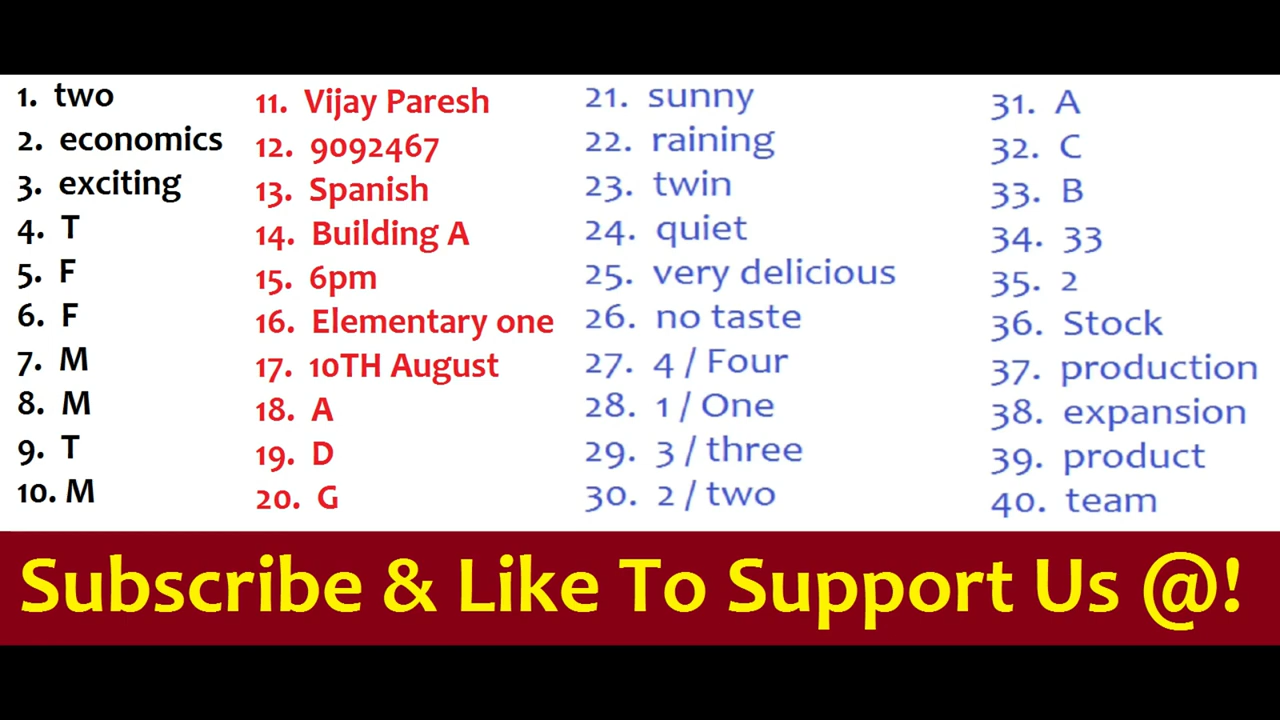 1. two
2. economics
3. exciting
4. T
5. F
6. F
7. M
8. M
9. T
10. M
11. Vijay Paresh
12. 9092467
13. Spanish
14. Building A
15. 6pm
16. Elementary one
17. 10TH August
18. A
19. D
20. G
21. sunny
22. raining
23. twin
24. quiet
25. very delicious
26. no taste
27. 4 / Four
28. 1 / One
29. 3 / three
30. 2 / two
31. A
32. C
33. B
34. 33
35. 2
36. Stock
37. production
38. expansion
39. product
40. team
Subscribe & Like To Support Us @!